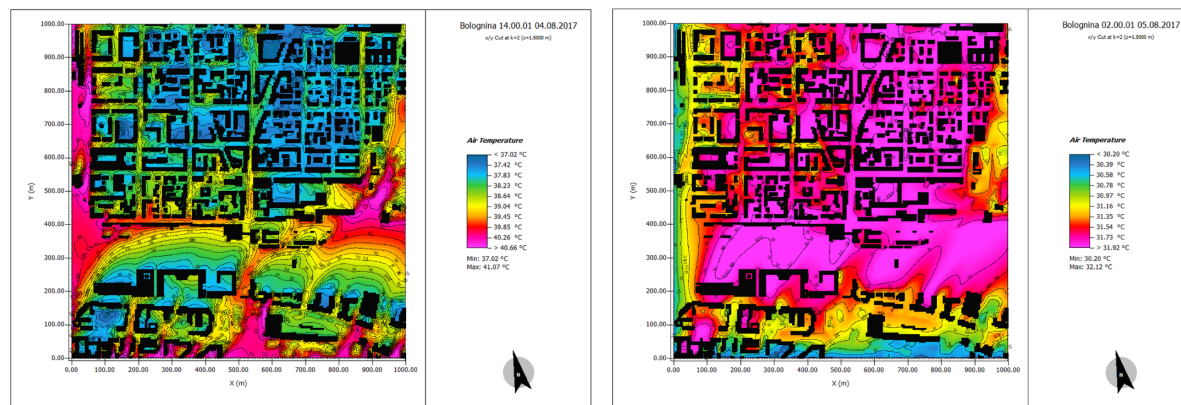 Bolognina 14.00.01 04.08.2017
x/y Cut at k=2 (z=1.5000 m)
1000.00
900.00
800.00
700.00
600.00
500.00
400.00
300.00
200.00
100.00
0.00
Y (m)
0.00 100.00 200.00 300.00 400.00 500.00 600.00 700.00 800.00 900.00 1000.00
X (m)
Air Temperature
< 37.02 °C
37.42 °C
37.83 °C
38.23 °C
38.64 °C
39.04 °C
39.45 °C
39.85 °C
40.26 °C
> 40.66 °C
Min: 37.02 °C
Max: 41.07 °C
N
Bolognina 02.00.01 05.08.2017
x/y Cut at k=2 (z=1.5000 m)
1000.00
900.00
800.00
700.00
600.00
500.00
400.00
300.00
200.00
100.00
0.00
Y (m)
0.00 100.00 200.00 300.00 400.00 500.00 600.00 700.00 800.00 900.00 1000.00
X (m)
Air Temperature
< 30.20 °C
30.39 °C
30.58 °C
30.78 °C
30.97 °C
31.16 °C
31.35 °C
31.54 °C
31.73 °C
> 31.92 °C
Min: 30.20 °C
Max: 32.12 °C
N